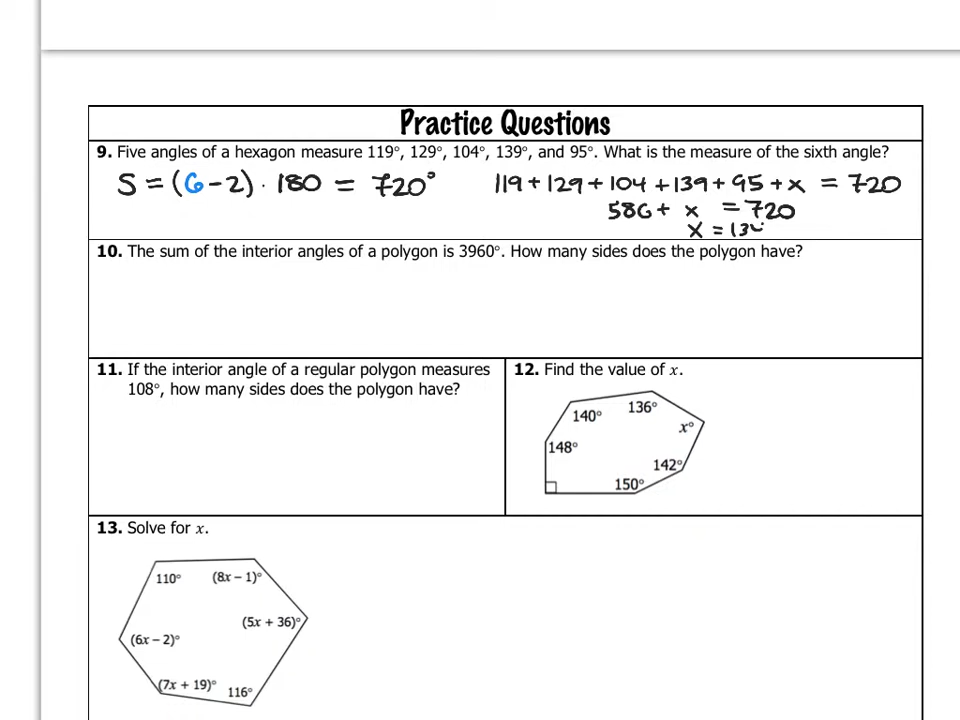 Practice Questions
9. Five angles of a hexagon measure 119°, 129°, 104°, 139°, and 95°. What is the measure of the sixth angle?
S = (6-2) · 180 = 720°
119+129+104+139+95+x = 720
586+ x = 720
x = 134
10. The sum of the interior angles of a polygon is 3960°. How many sides does the polygon have?
11. If the interior angle of a regular polygon measures
108°, how many sides does the polygon have?
12. Find the value of x.
136°
140°
x°
148°
142°
150°
13. Solve for x.
110°
(8x – 1)°
(5x + 36)°
(6x – 2)°
(7x + 19)°
116°